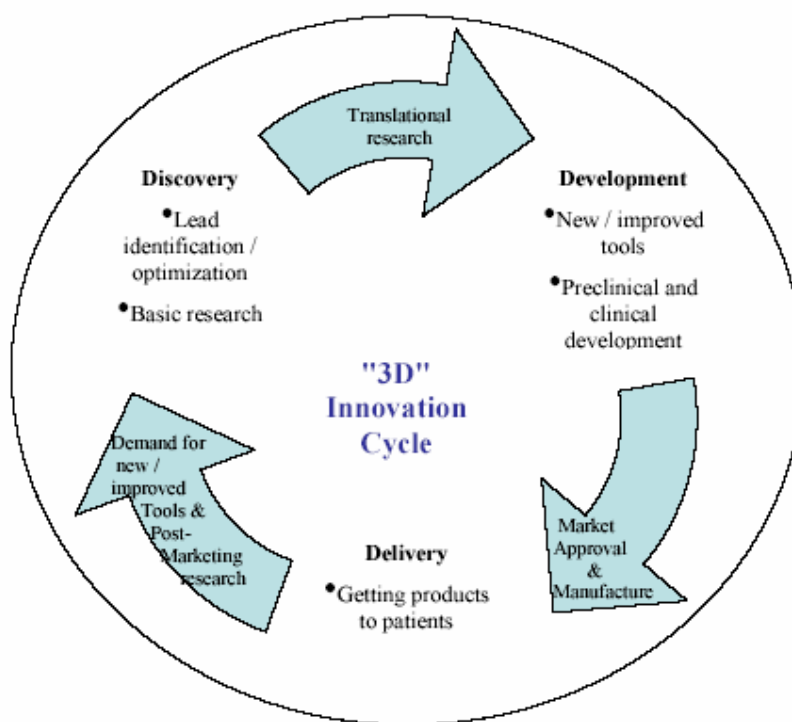 Translational
research
Discovery
•Lead
identification /
optimization
•Basic research
Development
•New / improved
tools
•Preclinical and
clinical
development
"3D"
Innovation
Cycle
Market
Approval
&
Manufacture
Delivery
•Getting products
to patients
Demand for
new /
improved
Tools &
Post-
Marketing
research